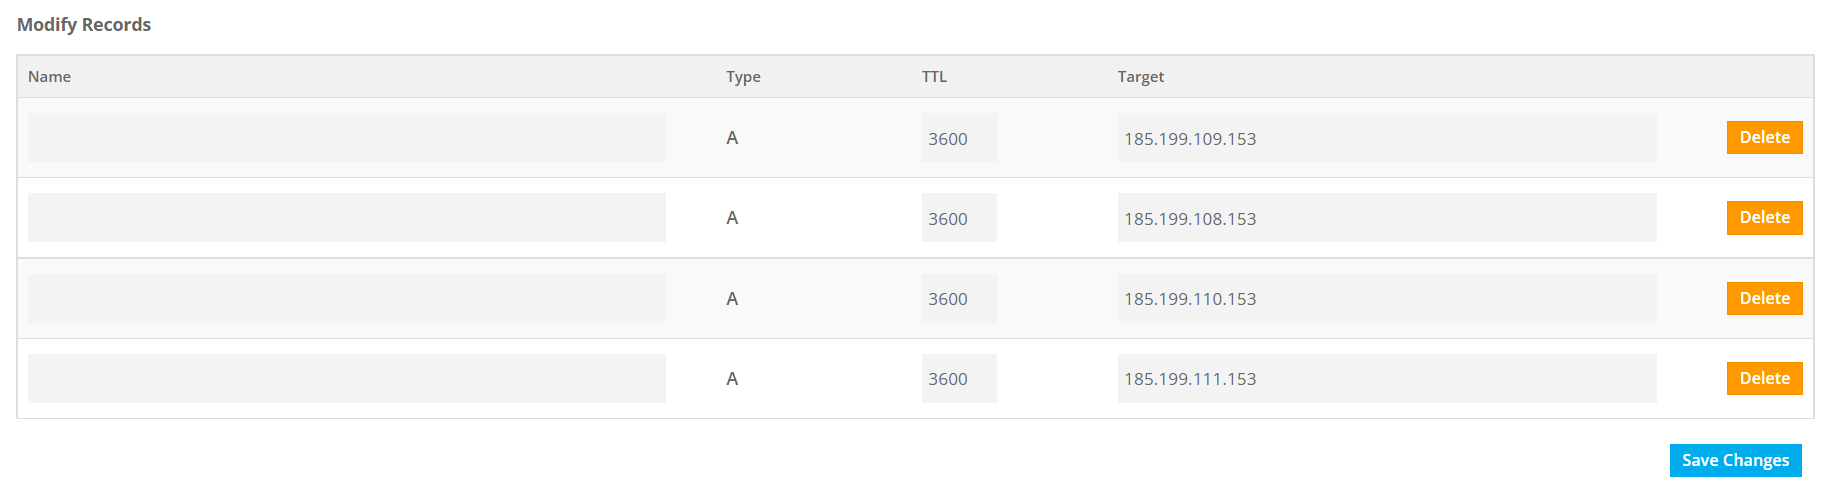 Modify Records
Name Type TTL Target
A 3600 185.199.109.153 Delete
A 3600 185.199.108.153 Delete
A 3600 185.199.110.153 Delete
A 3600 185.199.111.153 Delete
Save Changes